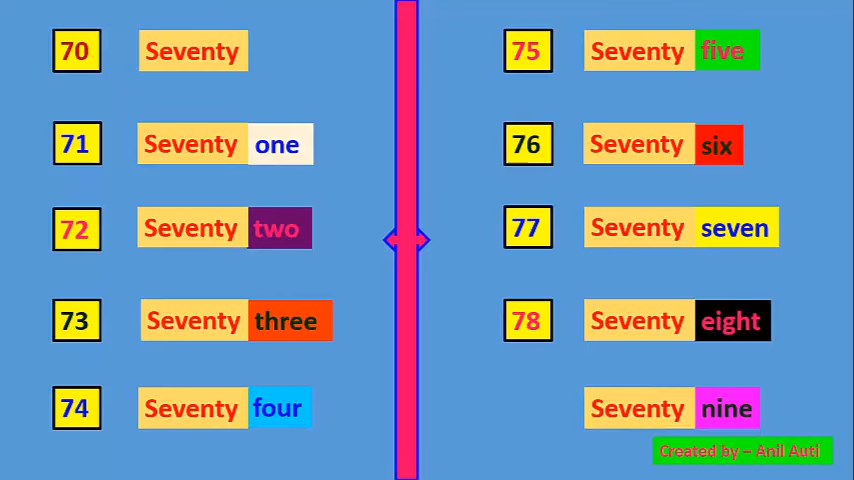 70 Seventy
71 Seventy one
72 Seventy two
73 Seventy three
74 Seventy four
75 Seventy five
76 Seventy six
77 Seventy seven
78 Seventy eight
Seventy nine
Created by – Anil Auti